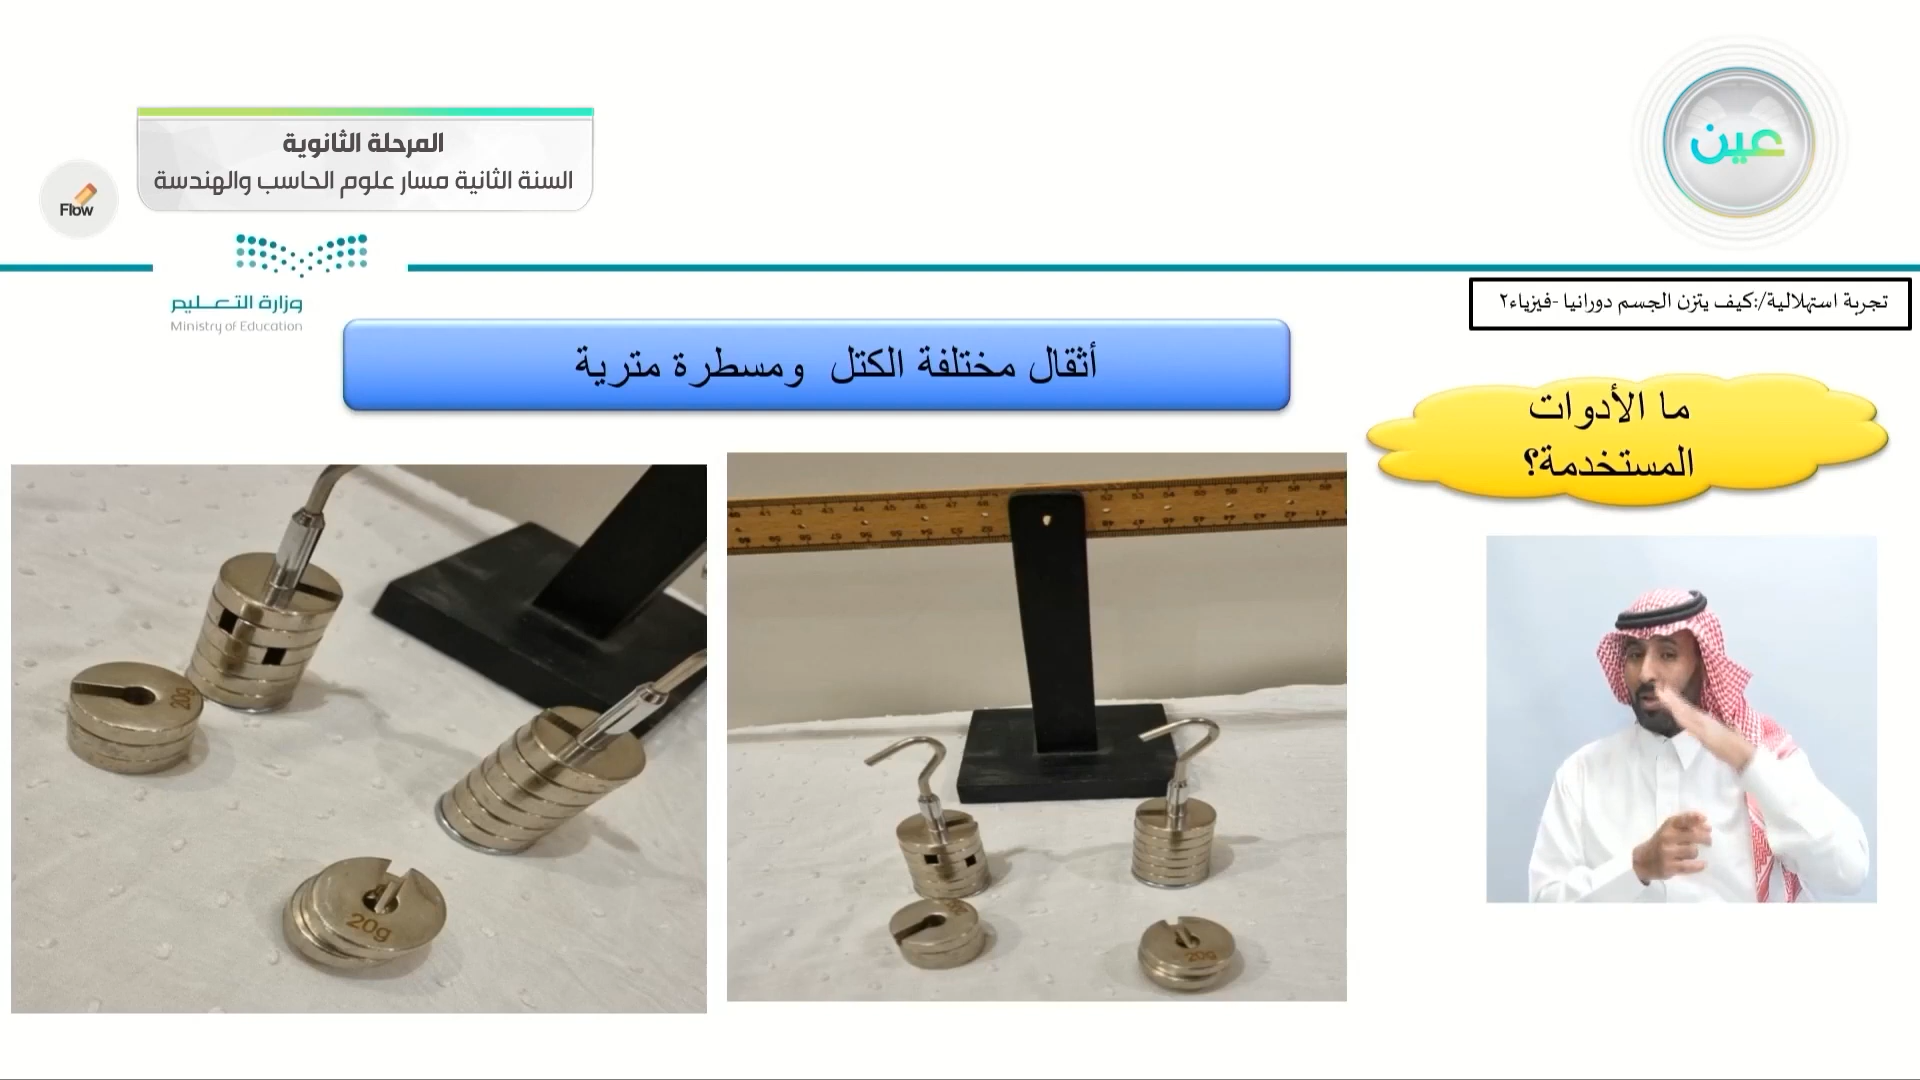 عين
المرحلة الثانوية
السنة الثانية مسار علوم الحاسب والهندسة
Flow
وزارة التعليم
Ministry of Education
تجربة استهلالية/:كيف يتزن الجسم دورانيا -فيزياء٢
أثقال مختلفة الكتل ومسطرة مترية
ما الأدوات
المستخدمة؟
20g
20g
20g